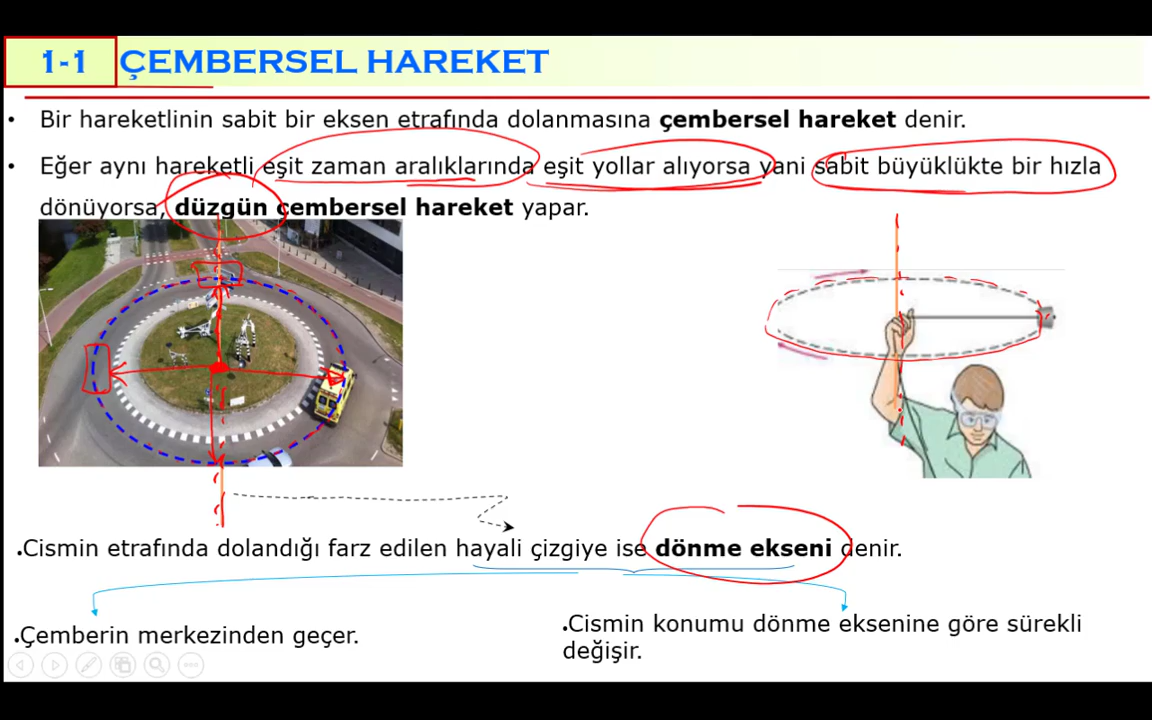 1-1 ÇEMBERSEL HAREKET
• Bir hareketlinin sabit bir eksen etrafında dolanmasına çembersel hareket denir.
• Eğer aynı hareketli eşit zaman aralıklarında eşit yollar alıyorsa yani sabit büyüklükte bir hızla
dönüyorsa, düzgün çembersel hareket yapar.
•Cismin etrafında dolandığı farz edilen hayali çizgiye ise dönme ekseni denir.
•Çemberin merkezinden geçer.
•Cismin konumu dönme eksenine göre sürekli
değişir.